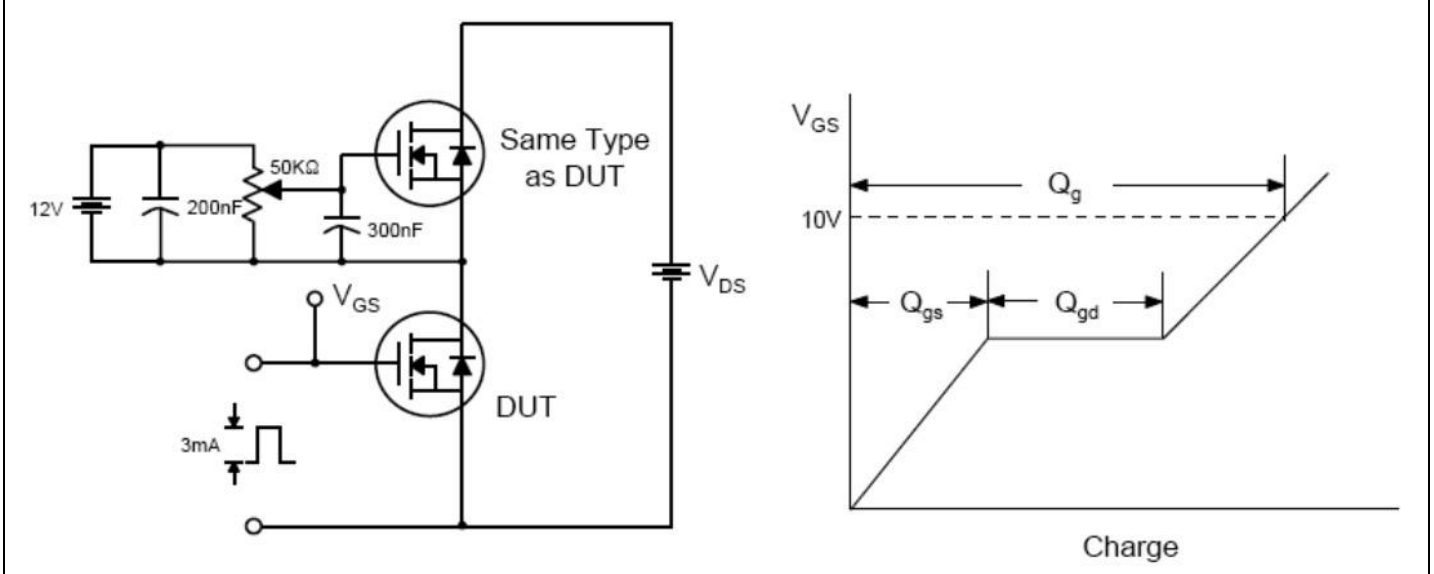 12V
200nF
50KΩ
300nF
Same Type
as DUT
VDS
VGS
DUT
3mA
VGS
10V
Qg
Qgs
Qgd
Charge